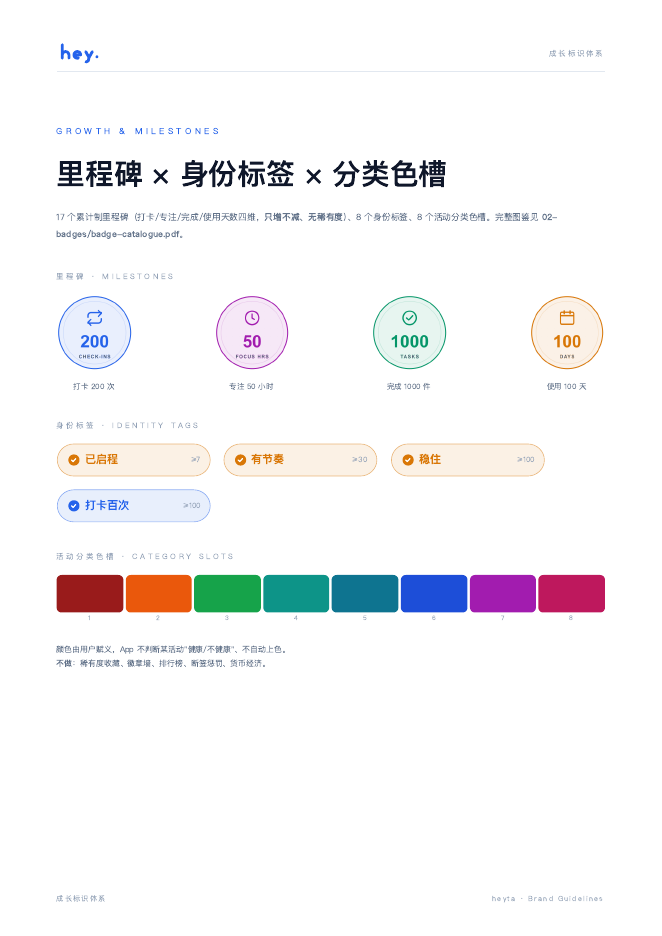 hey.
成长标识体系
GROWTH & MILESTONES
里程碑 × 身份标签 × 分类色槽
17 个累计制里程碑（打卡/专注/完成/使用天数四维，只增不减、无稀有度）、8 个身份标签、8 个活动分类色槽。完整图鉴见 02-
badges/badge-catalogue.pdf。
里程碑 · MILESTONES
200
CHECK-INS
50
FOCUS HRS
1000
TASKS
100
DAYS
打卡 200 次
专注 50 小时
完成 1000 件
使用 100 天
身份标签 · IDENTITY TAGS
已启程 ≥7
有节奏 ≥30
稳住 ≥100
打卡百次 ≥100
活动分类色槽 · CATEGORY SLOTS
1 2 3 4 5 6 7 8
颜色由用户赋义，App 不判断某活动"健康/不健康"、不自动上色。
不做：稀有度收藏、徽章墙、排行榜、断签惩罚、货币经济。
成长标识体系
heyta · Brand Guidelines